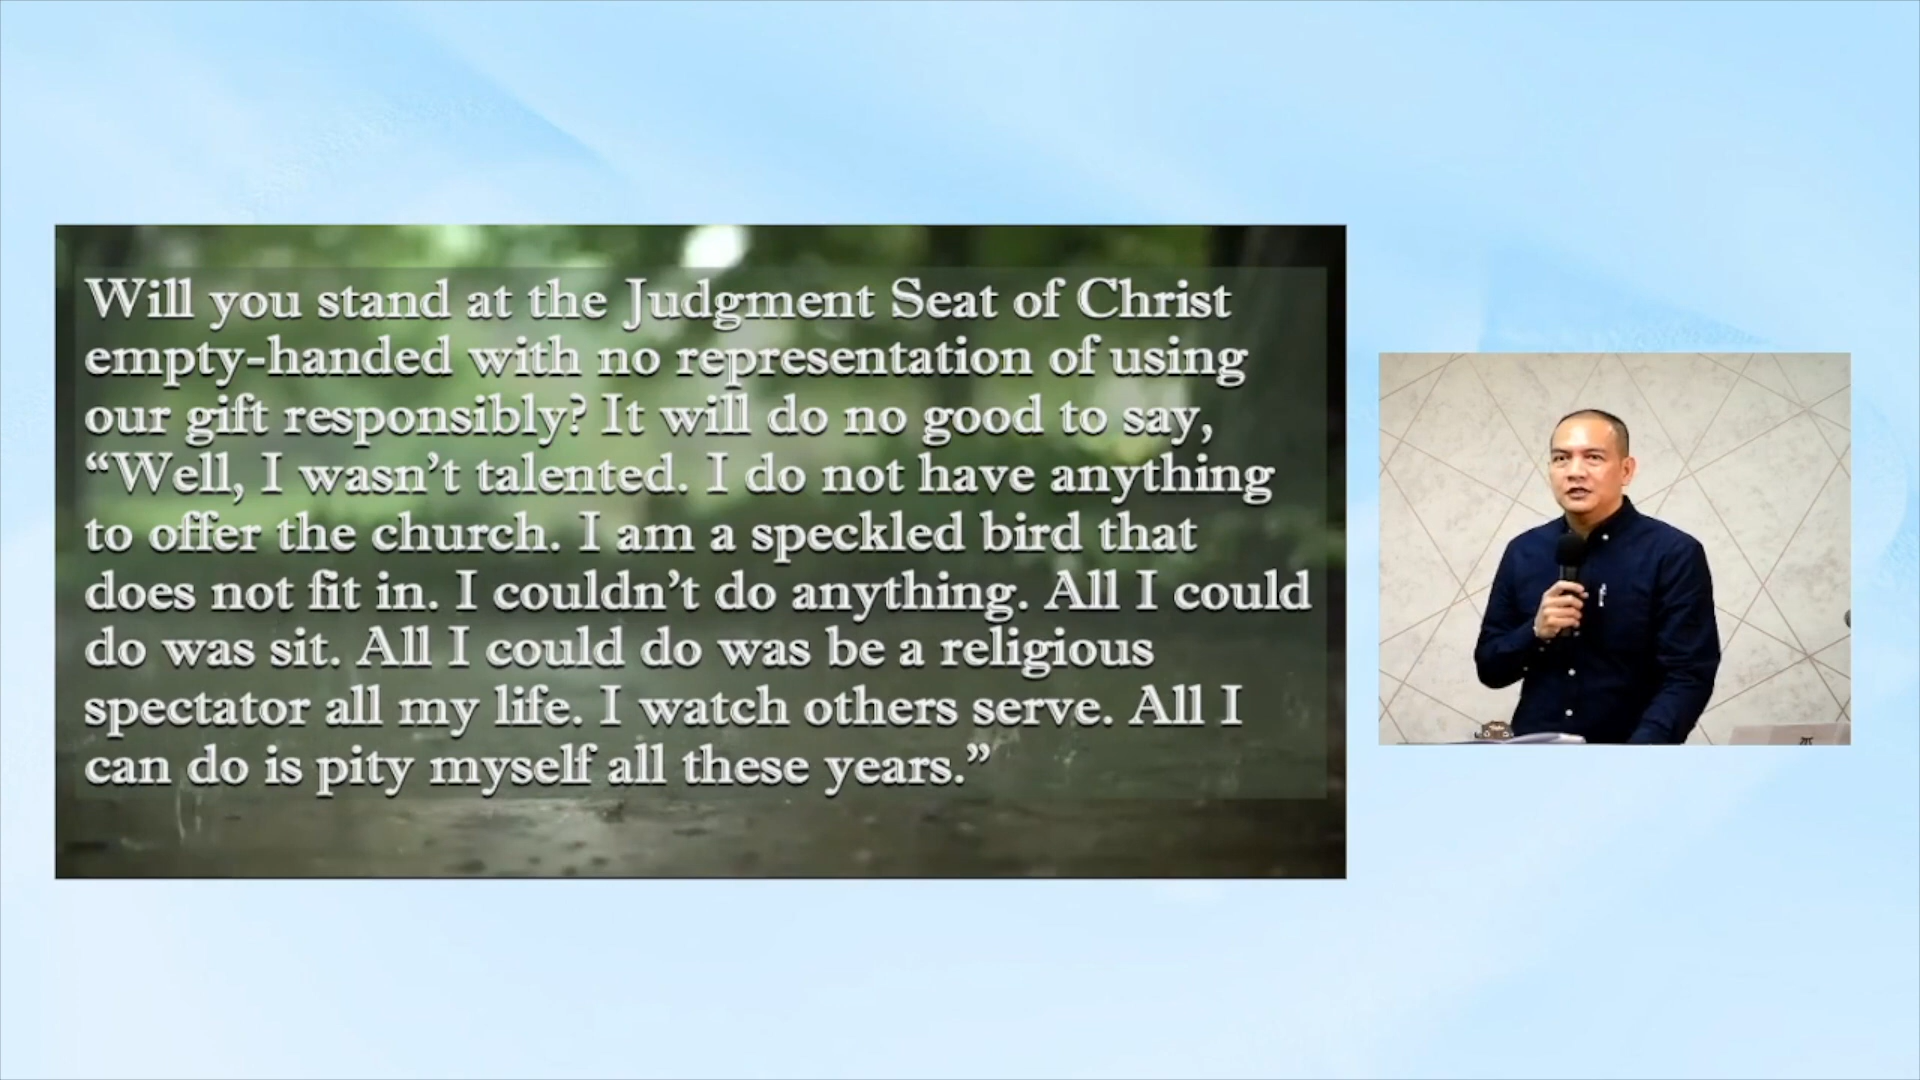 Will you stand at the Judgment Seat of Christ
empty-handed with no representation of using
our gift responsibly? It will do no good to say,
“Well, I wasn’t talented. I do not have anything
to offer the church. I am a speckled bird that
does not fit in. I couldn’t do anything. All I could
do was sit. All I could do was be a religious
spectator all my life. I watch others serve. All I
can do is pity myself all these years.”